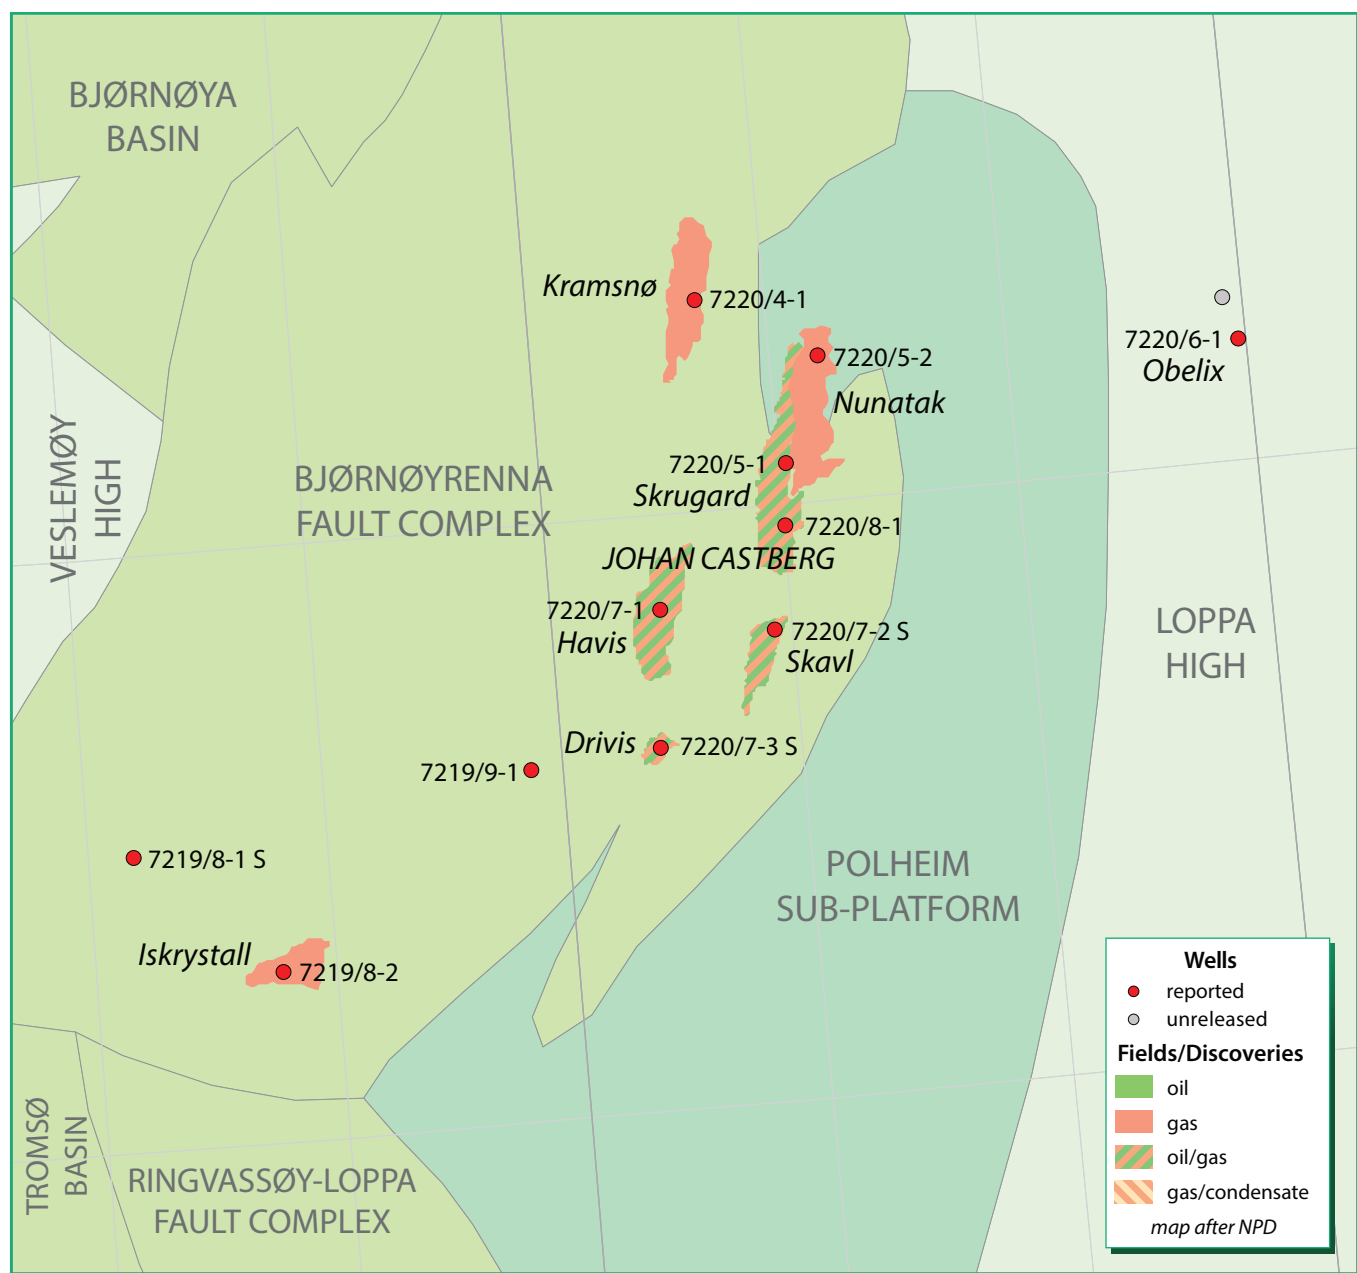 BJØRNØYA
BASIN
Kramsnø
7220/4-1
7220/6-1
Obelix
7220/5-2
Nunatak
VESLEMØY
HIGH
BJØRNØYRENNA
FAULT COMPLEX
7220/5-1
Skrugard
7220/8-1
JOHAN CASTBERG
7220/7-1
Havis
7220/7-2 S
Skavl
LOPPA
HIGH
Drivis
7220/7-3 S
7219/9-1
7219/8-1 S
POLHEIM
SUB-PLATFORM
Iskrystall
7219/8-2
TROMSØ
BASIN
RINGVASSØY-LOPPA
FAULT COMPLEX
Wells
reported
unreleased
Fields/Discoveries
oil
gas
oil/gas
gas/condensate
map after NPD